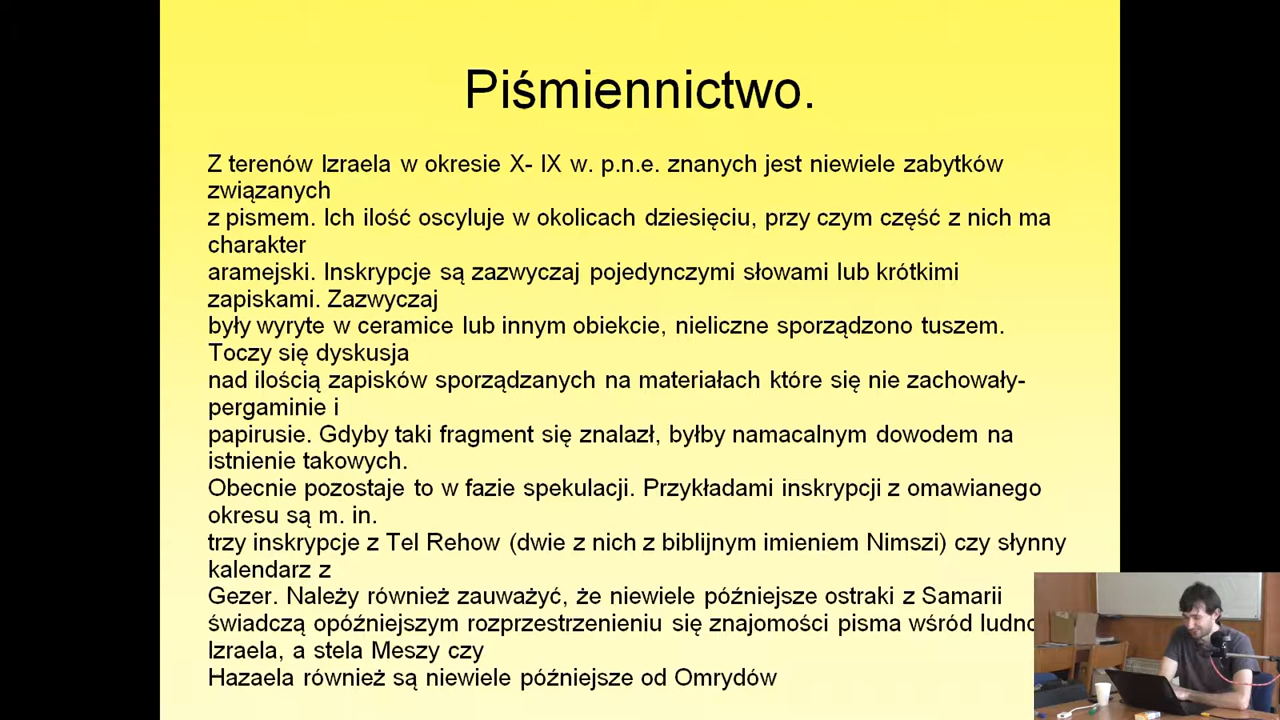 Piśmiennictwo.
Z terenów Izraela w okresie X- IX w. p.n.e. znanych jest niewiele zabytków
związanych
z pismem. Ich ilość oscyluje w okolicach dziesięciu, przy czym część z nich ma
charakter
aramejski. Inskrypcje są zazwyczaj pojedynczymi słowami lub krótkimi
zapiskami. Zazwyczaj
były wyryte w ceramice lub innym obiekcie, nieliczne sporządzono tuszem.
Toczy się dyskusja
nad ilością zapisków sporządzanych na materiałach które się nie zachowały-
pergaminie i
papirusie. Gdyby taki fragment się znalazł, byłby namacalnym dowodem na
istnienie takowych.
Obecnie pozostaje to w fazie spekulacji. Przykładami inskrypcji z omawianego
okresu są m. in.
trzy inskrypcje z Tel Rehow (dwie z nich z biblijnym imieniem Nimszi) czy słynny
kalendarz z
Gezer. Należy również zauważyć, że niewiele późniejsze ostraki z Samarii
świadczą opóźniejszym rozprzestrzenieniu się znajomości pisma wśród
Izraela, a stela Meszy czy
Hazaela również są niewiele późniejsze od Omrydów